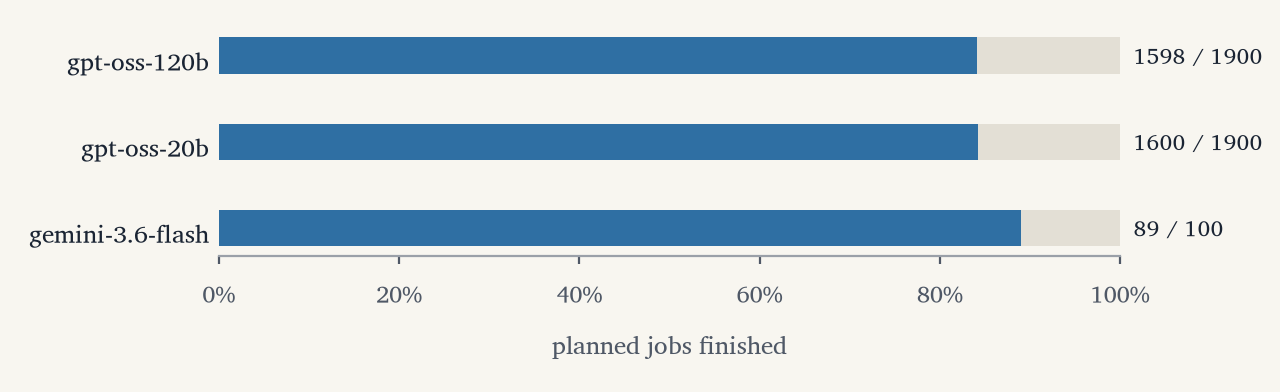 gpt-oss-120b 1598 / 1900
gpt-oss-20b 1600 / 1900
gemini-3.6-flash 89 / 100
0% 20% 40% 60% 80% 100%
planned jobs finished